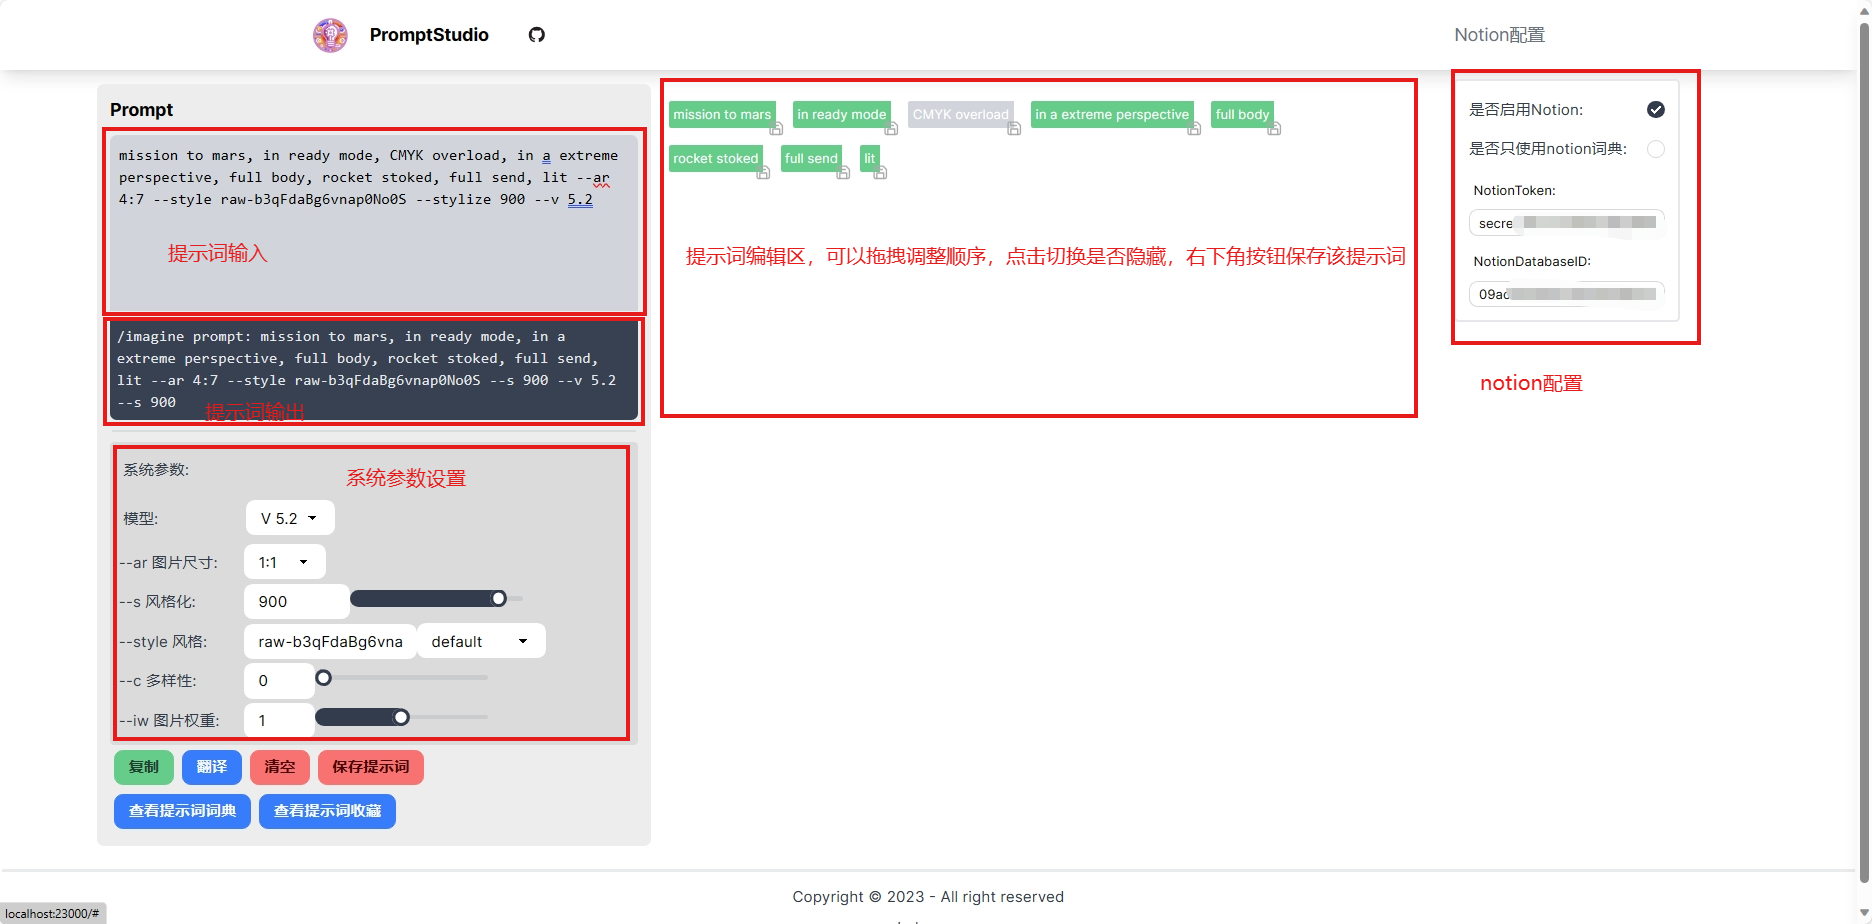 PromptStudio
Notion配置
Prompt
mission to mars, in ready mode, CMYK overload, in a extreme
perspective, full body, rocket stoked, full send, lit --ar
4:7 --style raw-b3qFdaBg6vnap0No0S --stylize 900 --v 5.2
提示词输入
/imagine prompt: mission to mars, in ready mode, in a
extreme perspective, full body, rocket stoked, full send,
lit --ar 4:7 --style raw-b3qFdaBg6vnap0No0S --s 900 --v 5.2
--s 900
提示词输出
系统参数:
系统参数设置
模型:
V 5.2
--ar 图片尺寸:
1:1
--s 风格化:
900
--style 风格:
raw-b3qFdaBg6vna
default
--c 多样性:
0
--iw 图片权重:
1
复制
翻译
清空
保存提示词
查看提示词词典
查看提示词收藏
mission to mars
in ready mode
CMYK overload
in a extreme perspective
full body
rocket stoked
full send
lit
提示词编辑区，可以拖拽调整顺序，点击切换是否隐藏，右下角按钮保存该提示词
是否启用Notion:
是否只使用notion词典:
NotionToken:
secre
NotionDatabaseID:
09a
notion配置
Copyright © 2023 - All right reserved
localhost:23000/#